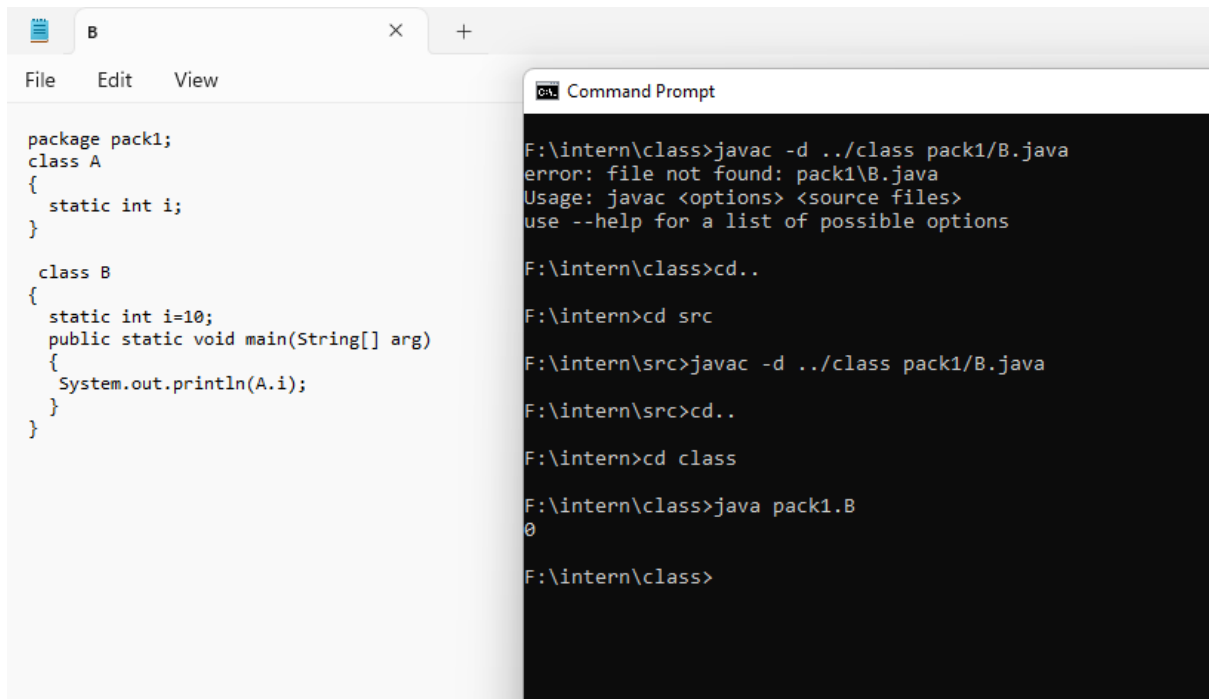 B
File Edit View
package pack1;
class A
{
static int i;
}
class B
{
static int i=10;
public static void main(String[] arg)
{
System.out.println(A.i);
}
}
Command Prompt
F:\intern\class>javac -d ../class pack1/B.java
error: file not found: pack1\B.java
Usage: javac <options> <source files>
use --help for a list of possible options
F:\intern\class>cd..
F:\intern>cd src
F:\intern\src>javac -d ../class pack1/B.java
F:\intern\src>cd..
F:\intern>cd class
F:\intern\class>java pack1.B
0
F:\intern\class>